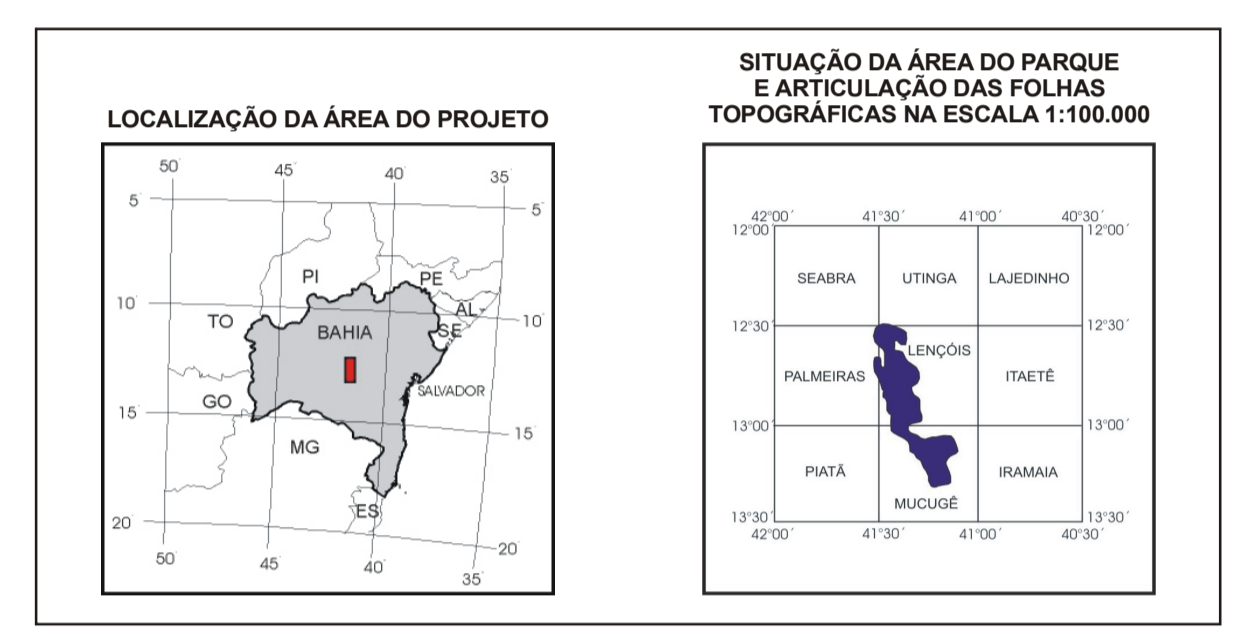 LOCALIZAÇÃO DA ÁREA DO PROJETO
50´ 45´ 40´ 35´
5´ 5´
PI PE
10´ AL
TO BAHIA SE 10´
SALVADOR
GO
15´ MG 15´
ES
20´ 20´
50´ 45´ 40´ 35´
SITUAÇÃO DA ÁREA DO PARQUE
E ARTICULAÇÃO DAS FOLHAS
TOPOGRÁFICAS NA ESCALA 1:100.000
42°00´ 41°30´ 41°00´ 40°30´
12°00´ 12°00´
SEABRA UTINGA LAJEDINHO
12°30´ 12°30´
LENÇÓIS
PALMEIRAS ITAETÊ
13°00´ 13°00´
PIATÃ IRAMAIA
MUCUGÊ
13°30´ 13°30´
42°00´ 41°30´ 41°00´ 40°30´